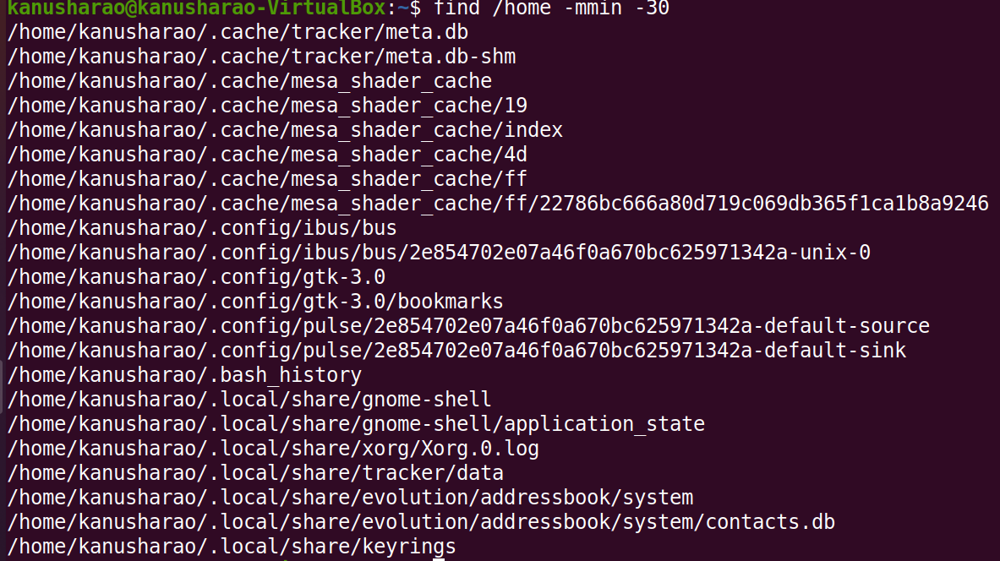 kanusharao@kanusharao-VirtualBox:~$ find /home -mmin -30
/home/kanusharao/.cache/tracker/meta.db
/home/kanusharao/.cache/tracker/meta.db-shm
/home/kanusharao/.cache/mesa_shader_cache
/home/kanusharao/.cache/mesa_shader_cache/19
/home/kanusharao/.cache/mesa_shader_cache/index
/home/kanusharao/.cache/mesa_shader_cache/4d
/home/kanusharao/.cache/mesa_shader_cache/ff
/home/kanusharao/.cache/mesa_shader_cache/ff/22786bc666a80d719c069db365f1ca1b8a9246
/home/kanusharao/.config/ibus/bus
/home/kanusharao/.config/ibus/bus/2e854702e07a46f0a670bc625971342a-unix-0
/home/kanusharao/.config/gtk-3.0
/home/kanusharao/.config/gtk-3.0/bookmarks
/home/kanusharao/.config/pulse/2e854702e07a46f0a670bc625971342a-default-source
/home/kanusharao/.config/pulse/2e854702e07a46f0a670bc625971342a-default-sink
/home/kanusharao/.bash_history
/home/kanusharao/.local/share/gnome-shell
/home/kanusharao/.local/share/gnome-shell/application_state
/home/kanusharao/.local/share/xorg/Xorg.0.log
/home/kanusharao/.local/share/tracker/data
/home/kanusharao/.local/share/evolution/addressbook/system
/home/kanusharao/.local/share/evolution/addressbook/system/contacts.db
/home/kanusharao/.local/share/keyrings